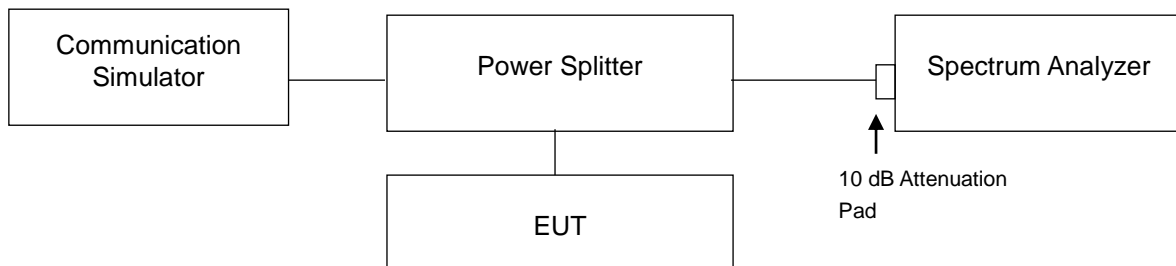 Communication
Simulator
Power Splitter
Spectrum Analyzer
10 dB Attenuation
Pad
EUT